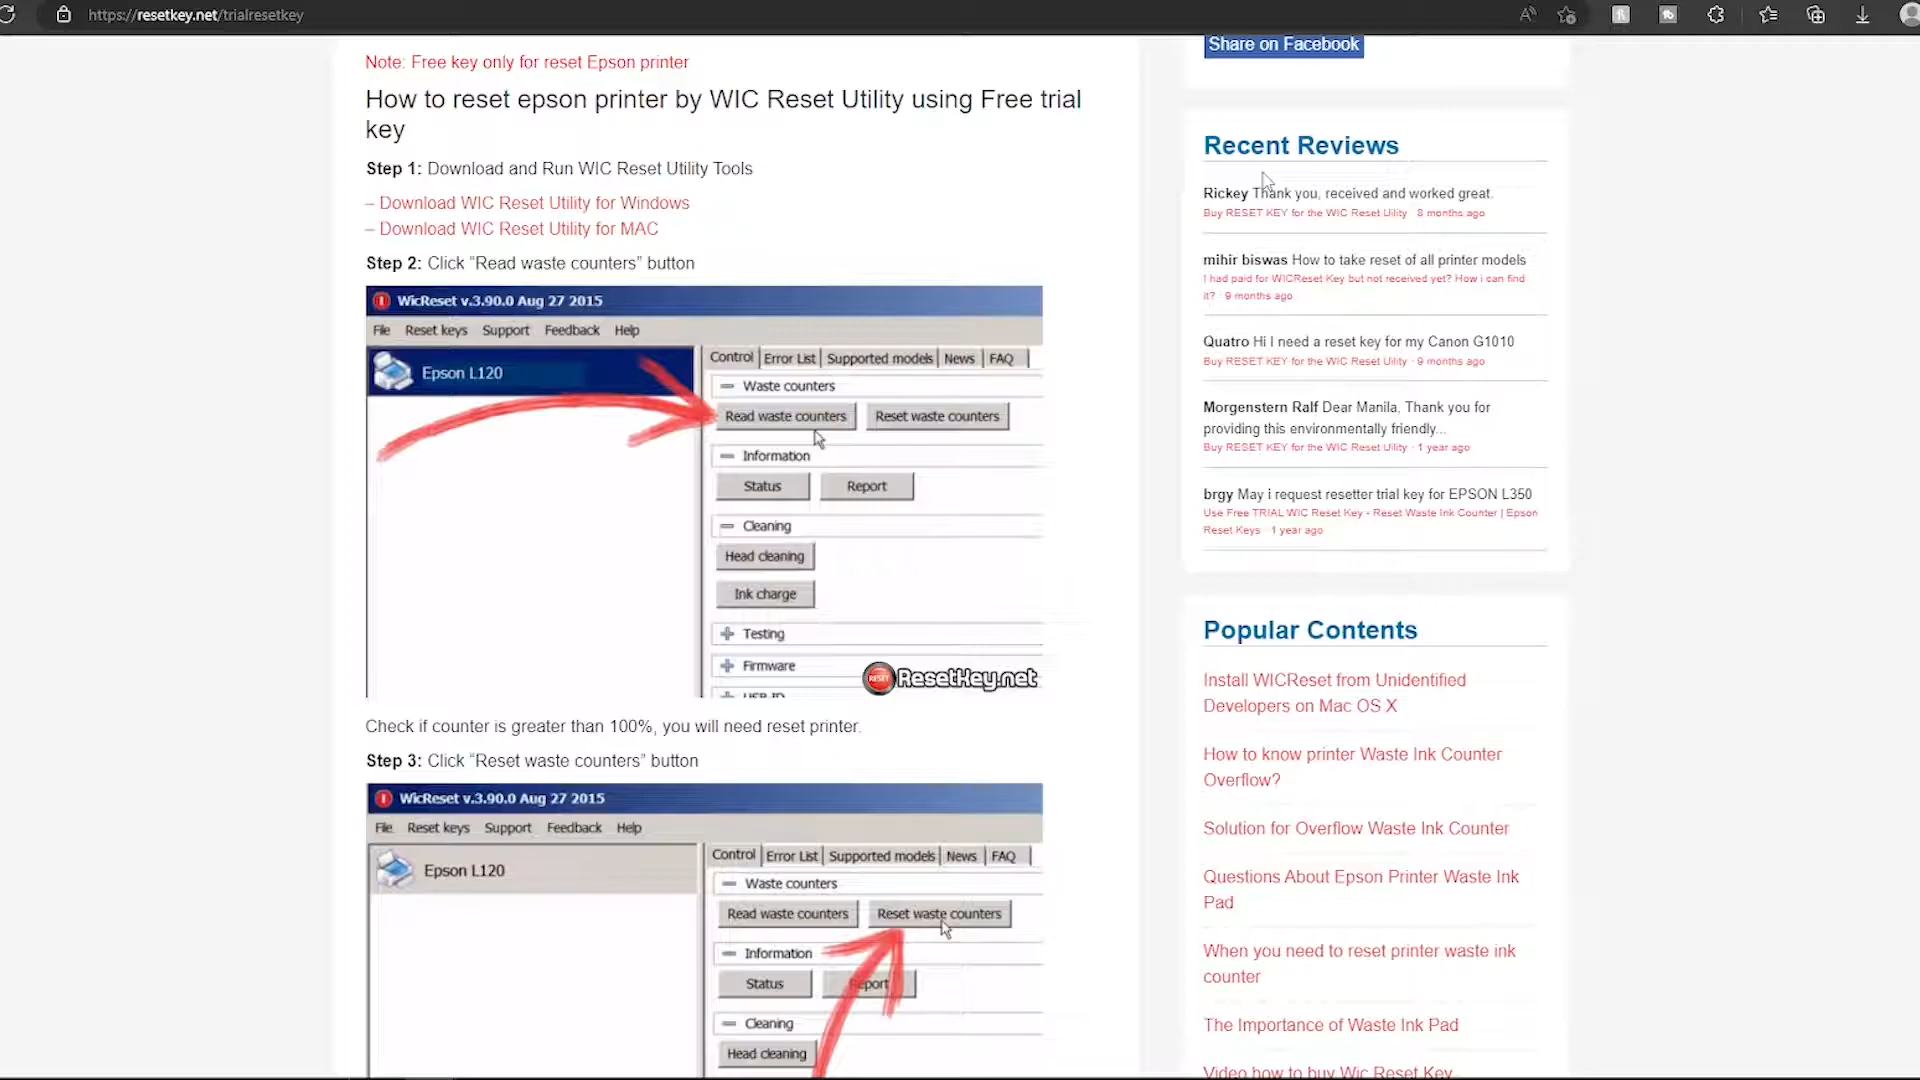 https://resetkey.net/trialresetkey
Note: Free key only for reset Epson printer
How to reset epson printer by WIC Reset Utility using Free trial
key
Step 1: Download and Run WIC Reset Utility Tools
– Download WIC Reset Utility for Windows
– Download WIC Reset Utility for MAC
Step 2: Click “Read waste counters” button
WicReset v.3.90.0 Aug 27 2015
File Reset keys Support Feedback Help
Epson L120
Control Error List Supported models News FAQ
Waste counters
Read waste counters Reset waste counters
Information
Status Report
Cleaning
Head cleaning
Ink charge
Testing
Firmware
USB ID
RESET ResetKey.net
Check if counter is greater than 100%, you will need reset printer.
Step 3: Click “Reset waste counters” button
WicReset v.3.90.0 Aug 27 2015
File Reset keys Support Feedback Help
Epson L120
Control Error List Supported models News FAQ
Waste counters
Read waste counters Reset waste counters
Information
Status Report
Cleaning
Head cleaning
Share on Facebook
Recent Reviews
Rickey Thank you, received and worked great.
Buy RESET KEY for the WIC Reset Uility · 8 months ago
mihir biswas How to take reset of all printer models
I had paid for WICReset Key but not received yet? How i can find
it? · 9 months ago
Quatro Hi I need a reset key for my Canon G1010
Buy RESET KEY for the WIC Reset Uility · 9 months ago
Morgenstern Ralf Dear Manila, Thank you for
providing this environmentally friendly...
Buy RESET KEY for the WIC Reset Uility · 1 year ago
brgy May i request resetter trial key for EPSON L350
Use Free TRIAL WIC Reset Key - Reset Waste Ink Counter | Epson
Reset Keys · 1 year ago
Popular Contents
Install WICReset from Unidentified
Developers on Mac OS X
How to know printer Waste Ink Counter
Overflow?
Solution for Overflow Waste Ink Counter
Questions About Epson Printer Waste Ink
Pad
When you need to reset printer waste ink
counter
The Importance of Waste Ink Pad
Video how to buy Wic Reset Key